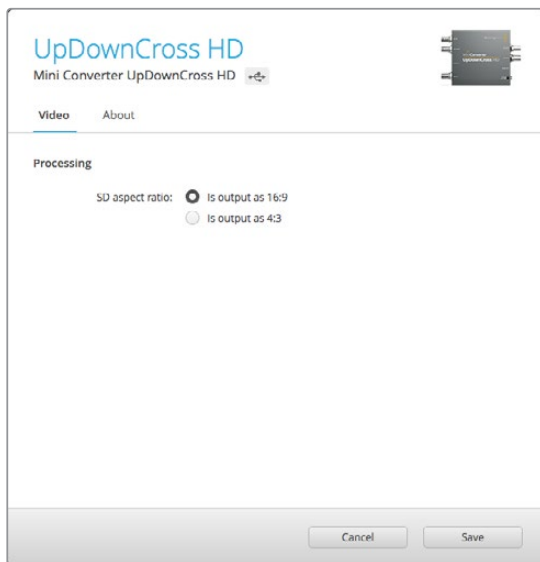 UpDownCross HD
Mini Converter UpDownCross HD
Video About
Processing
SD aspect ratio: Is output as 16:9
Is output as 4:3
Cancel Save